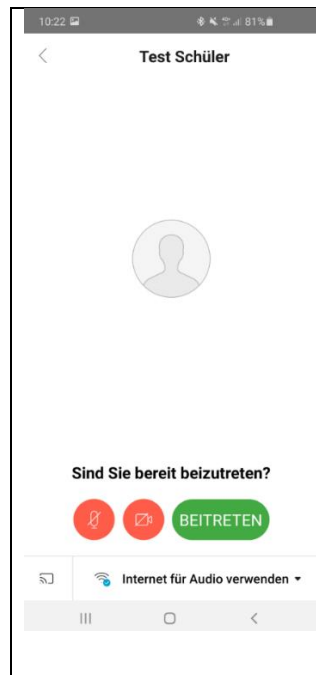 10:22 81%
Test Schüler
Sind Sie bereit beizutreten?
BEITRETEN
Internet für Audio verwenden